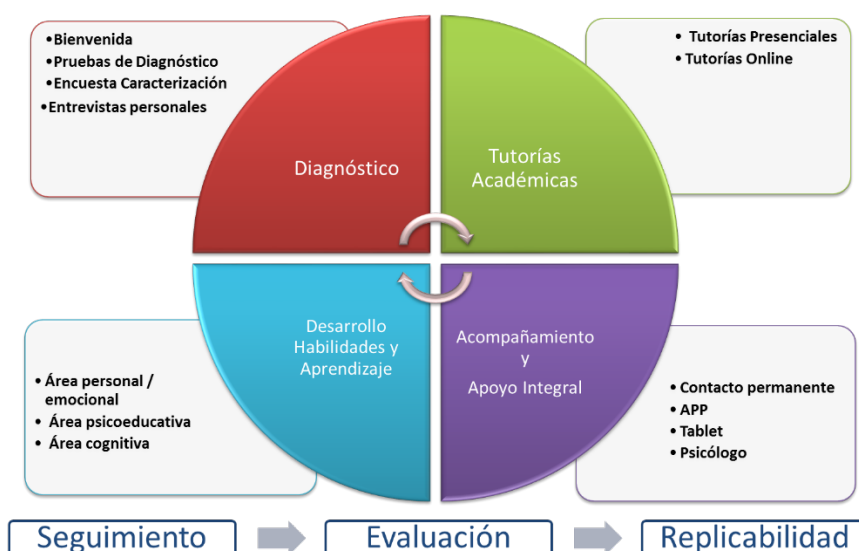 •Bienvenida
•Pruebas de Diagnóstico
•Encuesta Caracterización
•Entrevistas personales
Diagnóstico
• Tutorías Presenciales
• Tutorías Online
Tutorías
Académicas
• Área personal /
emocional
• Área psicoeducativa
• Área cognitiva
Desarrollo
Habilidades y
Aprendizaje
Acompañamiento
y
Apoyo Integral
• Contacto permanente
• APP
• Tablet
• Psicólogo
Seguimiento
Evaluación
Replicabilidad